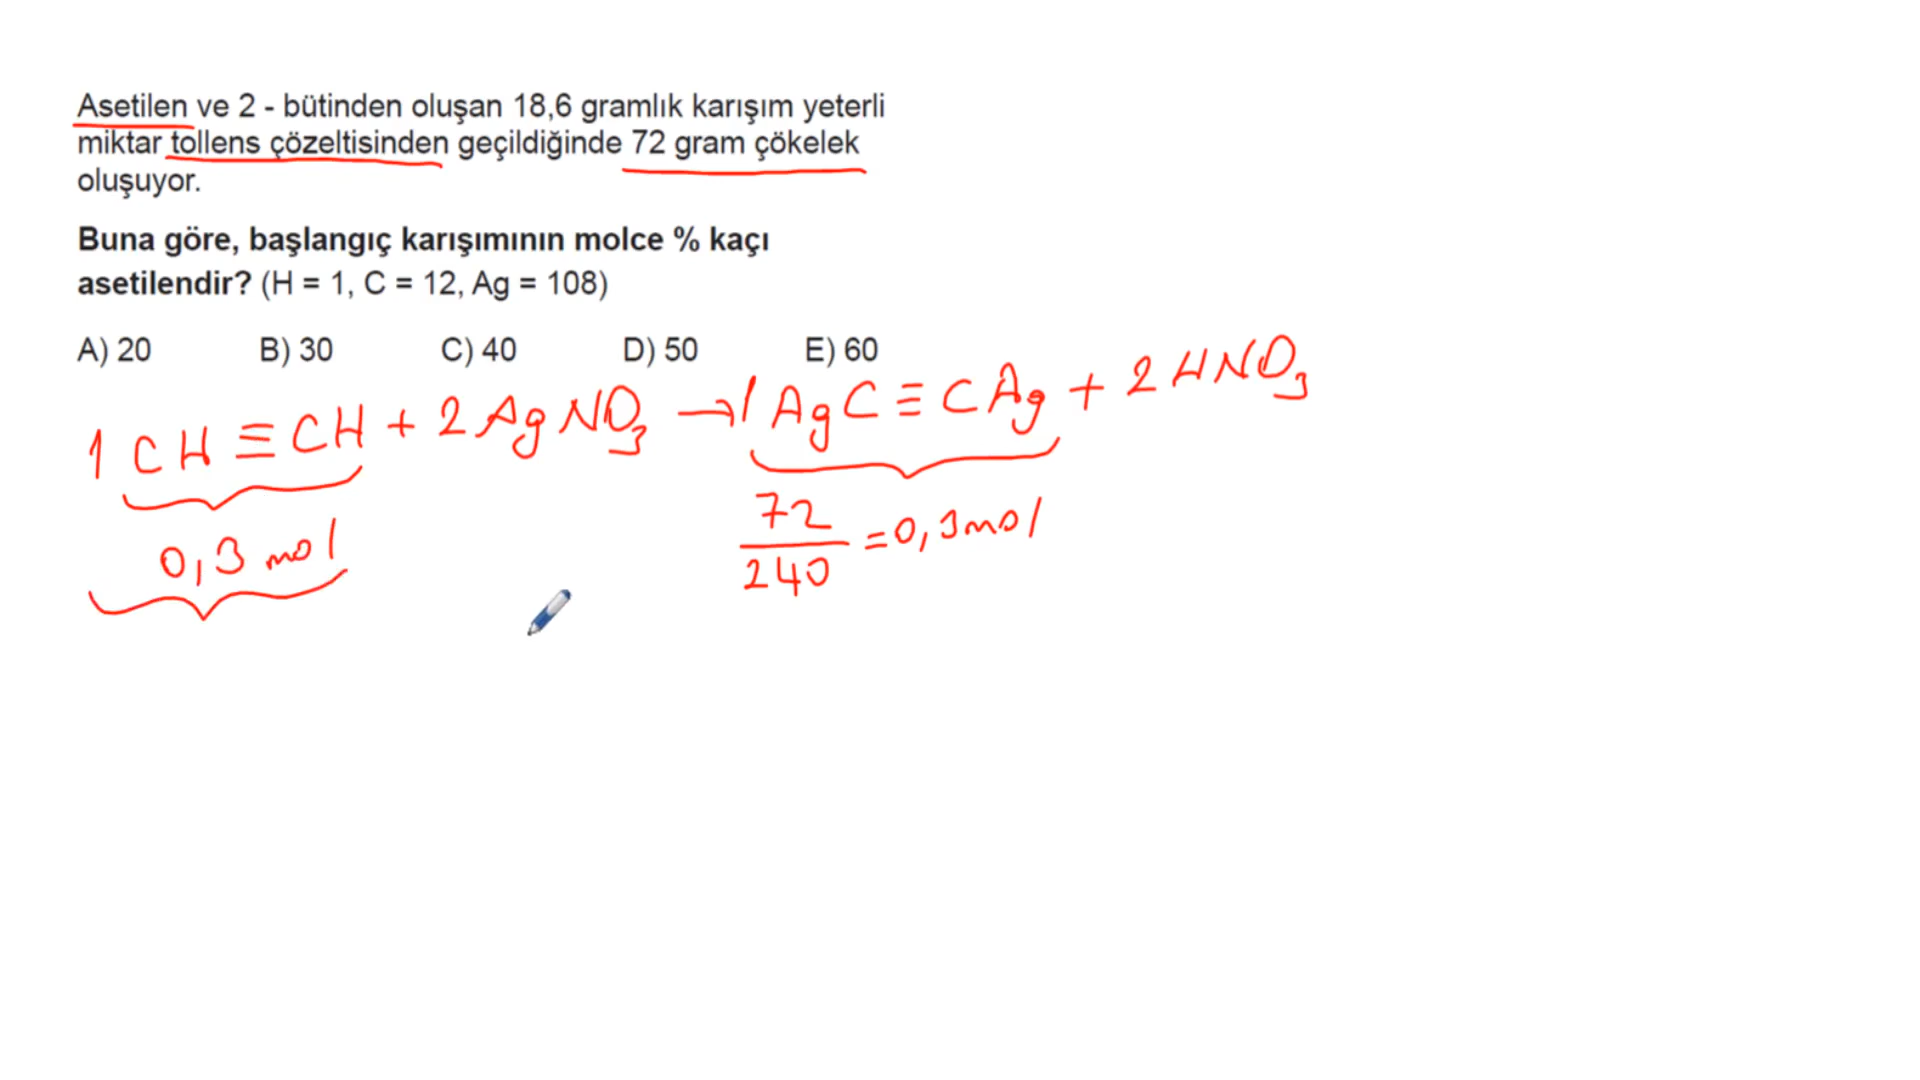 Asetilen ve 2 - bütinden oluşan 18,6 gramlık karışım yeterli
miktar tollens çözeltisinden geçildiğinde 72 gram çökelek
oluşuyor.
Buna göre, başlangıç karışımının molce % kaçı
asetilendir? (H = 1, C = 12, Ag = 108)
A) 20 B) 30 C) 40 D) 50 E) 60
1 CH ≡ CH + 2 AgNO3 → 1 AgC ≡ CAg + 2 HNO3
72
240
= 0,3 mol
0,3 mol